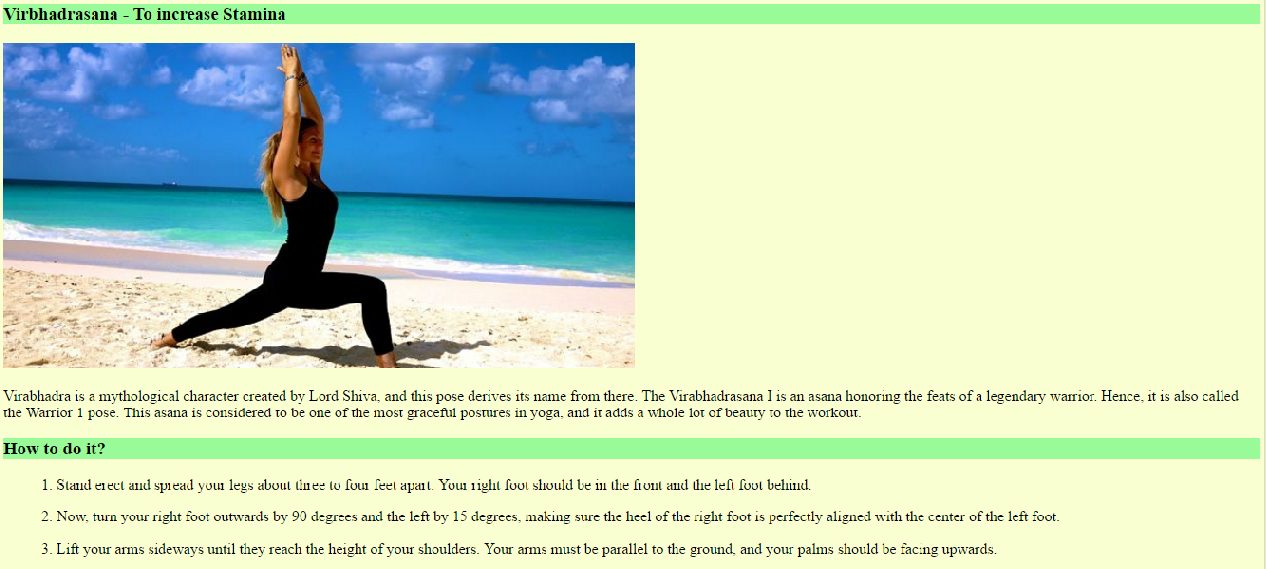 Virbhadrasana - To increase Stamina
Virabhadra is a mythological character created by Lord Shiva, and this pose derives its name from there. The Virabhadrasana I is an asana honoring the feats of a legendary warrior. Hence, it is also called
the Warrior 1 pose. This asana is considered to be one of the most graceful postures in yoga, and it adds a whole lot of beauty to the workout.
How to do it?
1. Stand erect and spread your legs about three to four feet apart. Your right foot should be in the front and the left foot behind.
2. Now, turn your right foot outwards by 90 degrees and the left by 15 degrees, making sure the heel of the right foot is perfectly aligned with the center of the left foot.
3. Lift your arms sideways until they reach the height of your shoulders. Your arms must be parallel to the ground, and your palms should be facing upwards.